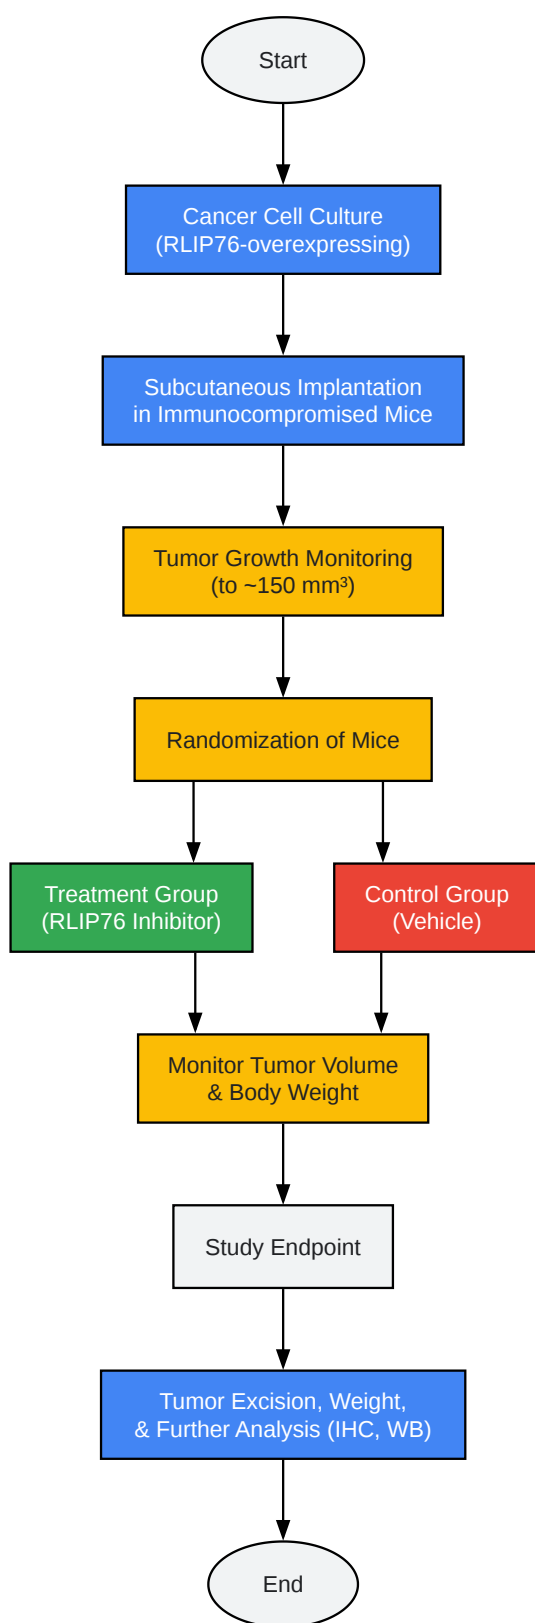 Start
Cancer Cell Culture
(RLIP76-overexpressing)
Subcutaneous Implantation
in Immunocompromised Mice
Tumor Growth Monitoring
(to ~150 mm³)
Randomization of Mice
Treatment Group
(RLIP76 Inhibitor)
Control Group
(Vehicle)
Monitor Tumor Volume
& Body Weight
Study Endpoint
Tumor Excision, Weight,
& Further Analysis (IHC, WB)
End